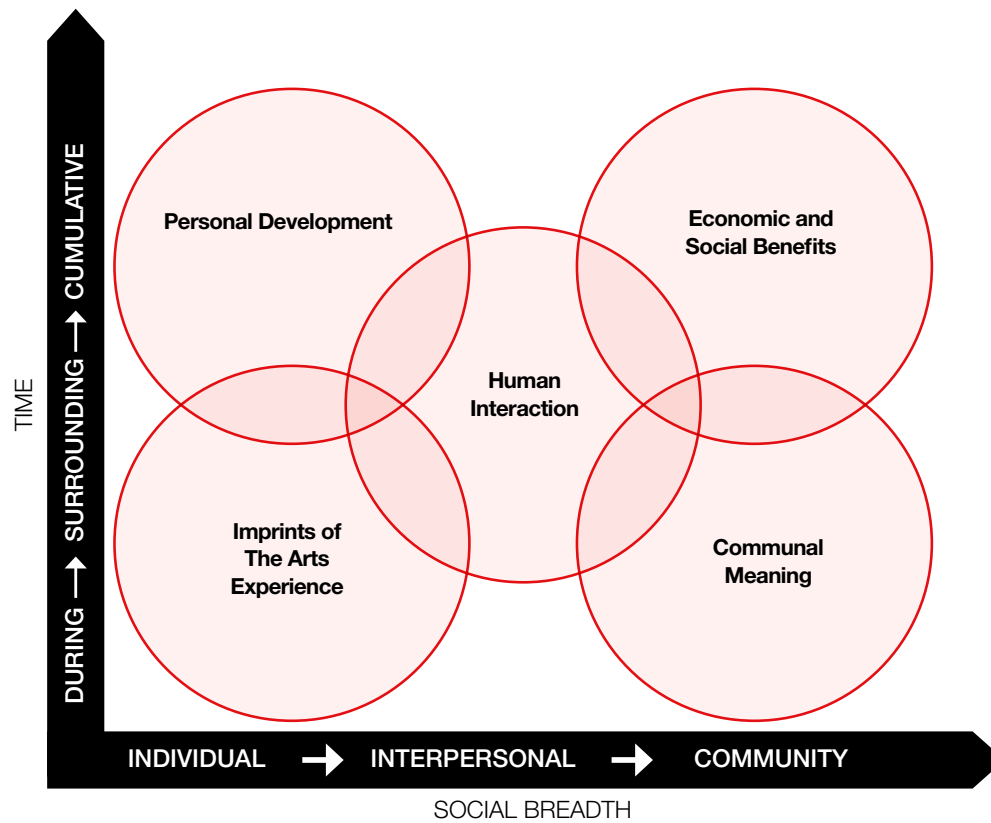 TIME
DURING → SURROUNDING → CUMULATIVE
Personal Development
Economic and
Social Benefits
Human
Interaction
Imprints of
The Arts
Experience
Communal
Meaning
INDIVIDUAL → INTERPERSONAL → COMMUNITY
SOCIAL BREADTH